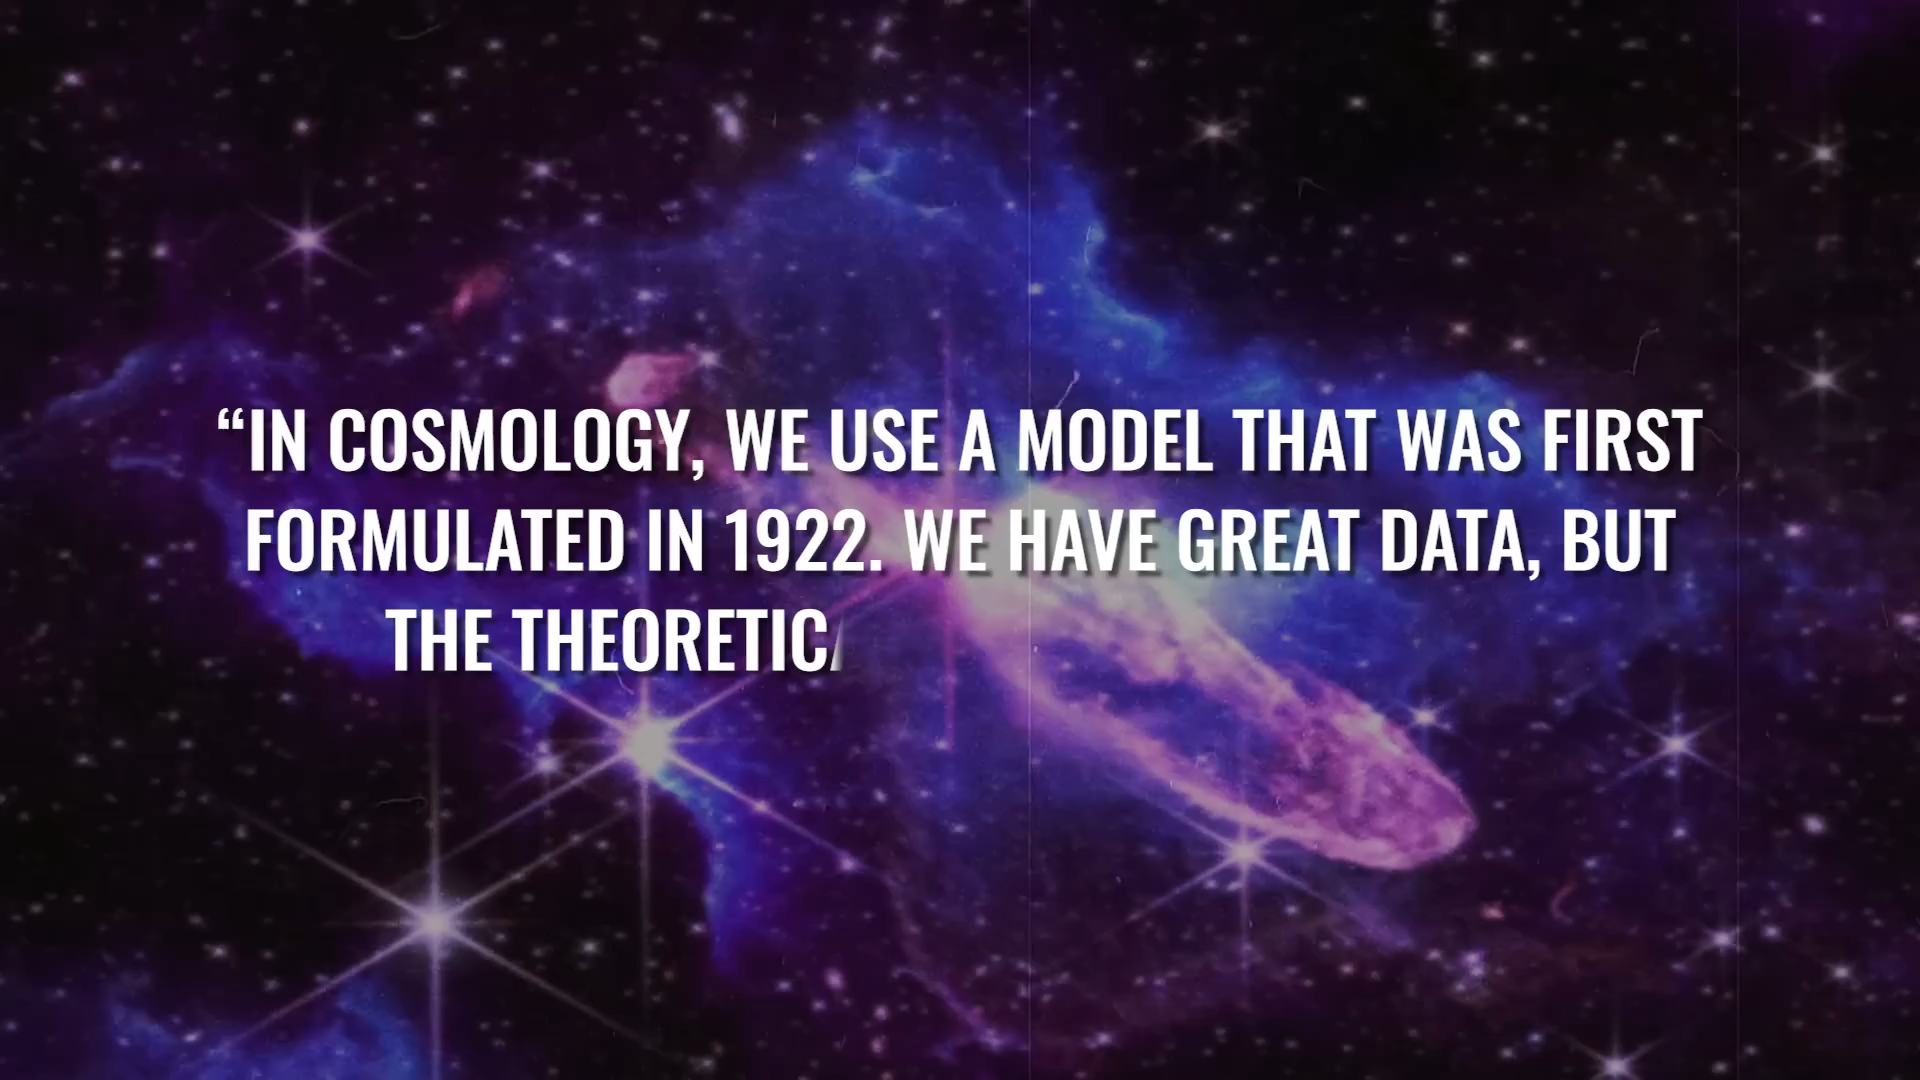 “IN COSMOLOGY, WE USE A MODEL THAT WAS FIRST
FORMULATED IN 1922. WE HAVE GREAT DATA, BUT
THE